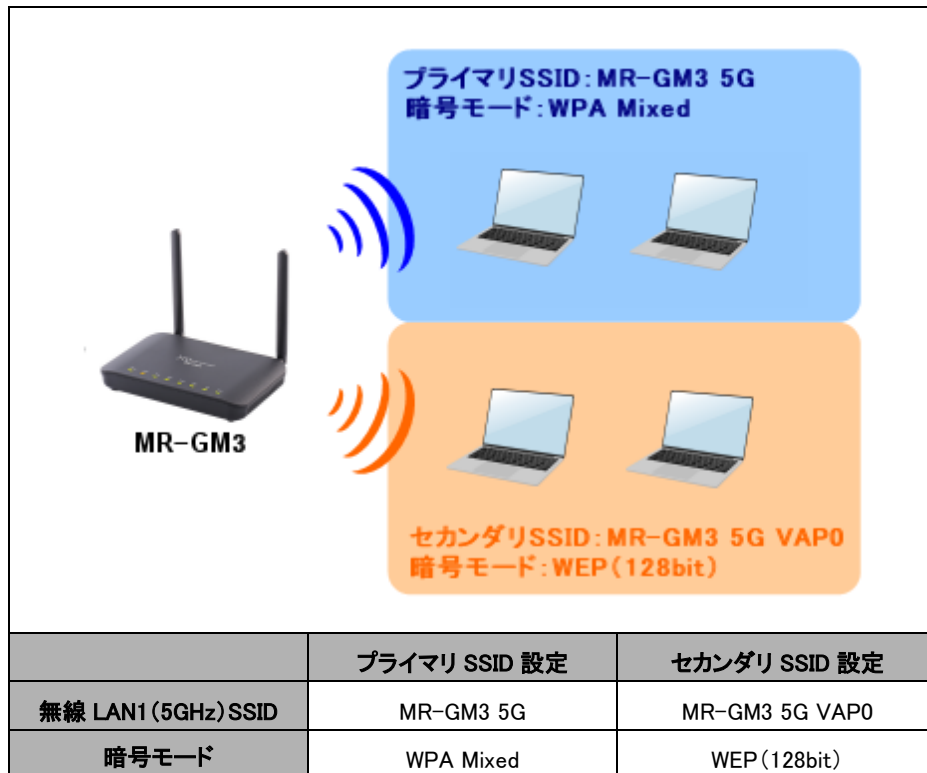 プライマリSSID:MR-GM3 5G
暗号モード:WPA Mixed
MR-GM3
セカンダリSSID:MR-GM3 5G VAP0
暗号モード:WEP(128bit)
プライマリ SSID 設定 セカンダリ SSID 設定
無線 LAN1(5GHz)SSID MR-GM3 5G MR-GM3 5G VAP0
暗号モード WPA Mixed WEP(128bit)